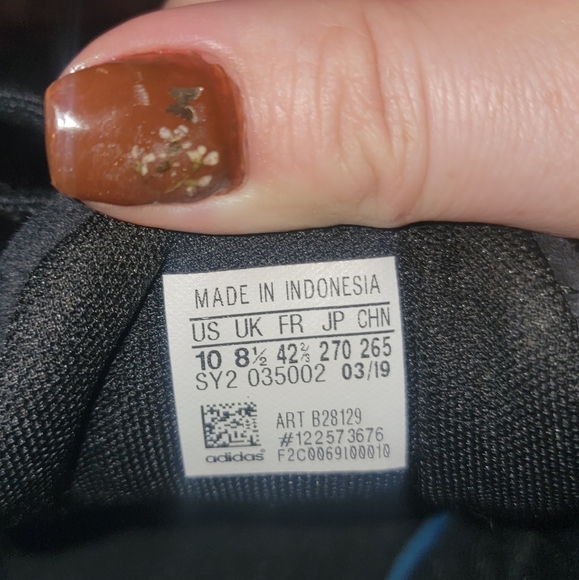 MADE IN INDONESIA
US UK FR JP CHN
10 8½ 42⅔ 270 265
SY2 035002 03/19
ART B28129
#122573676
adidas F2C0069100010